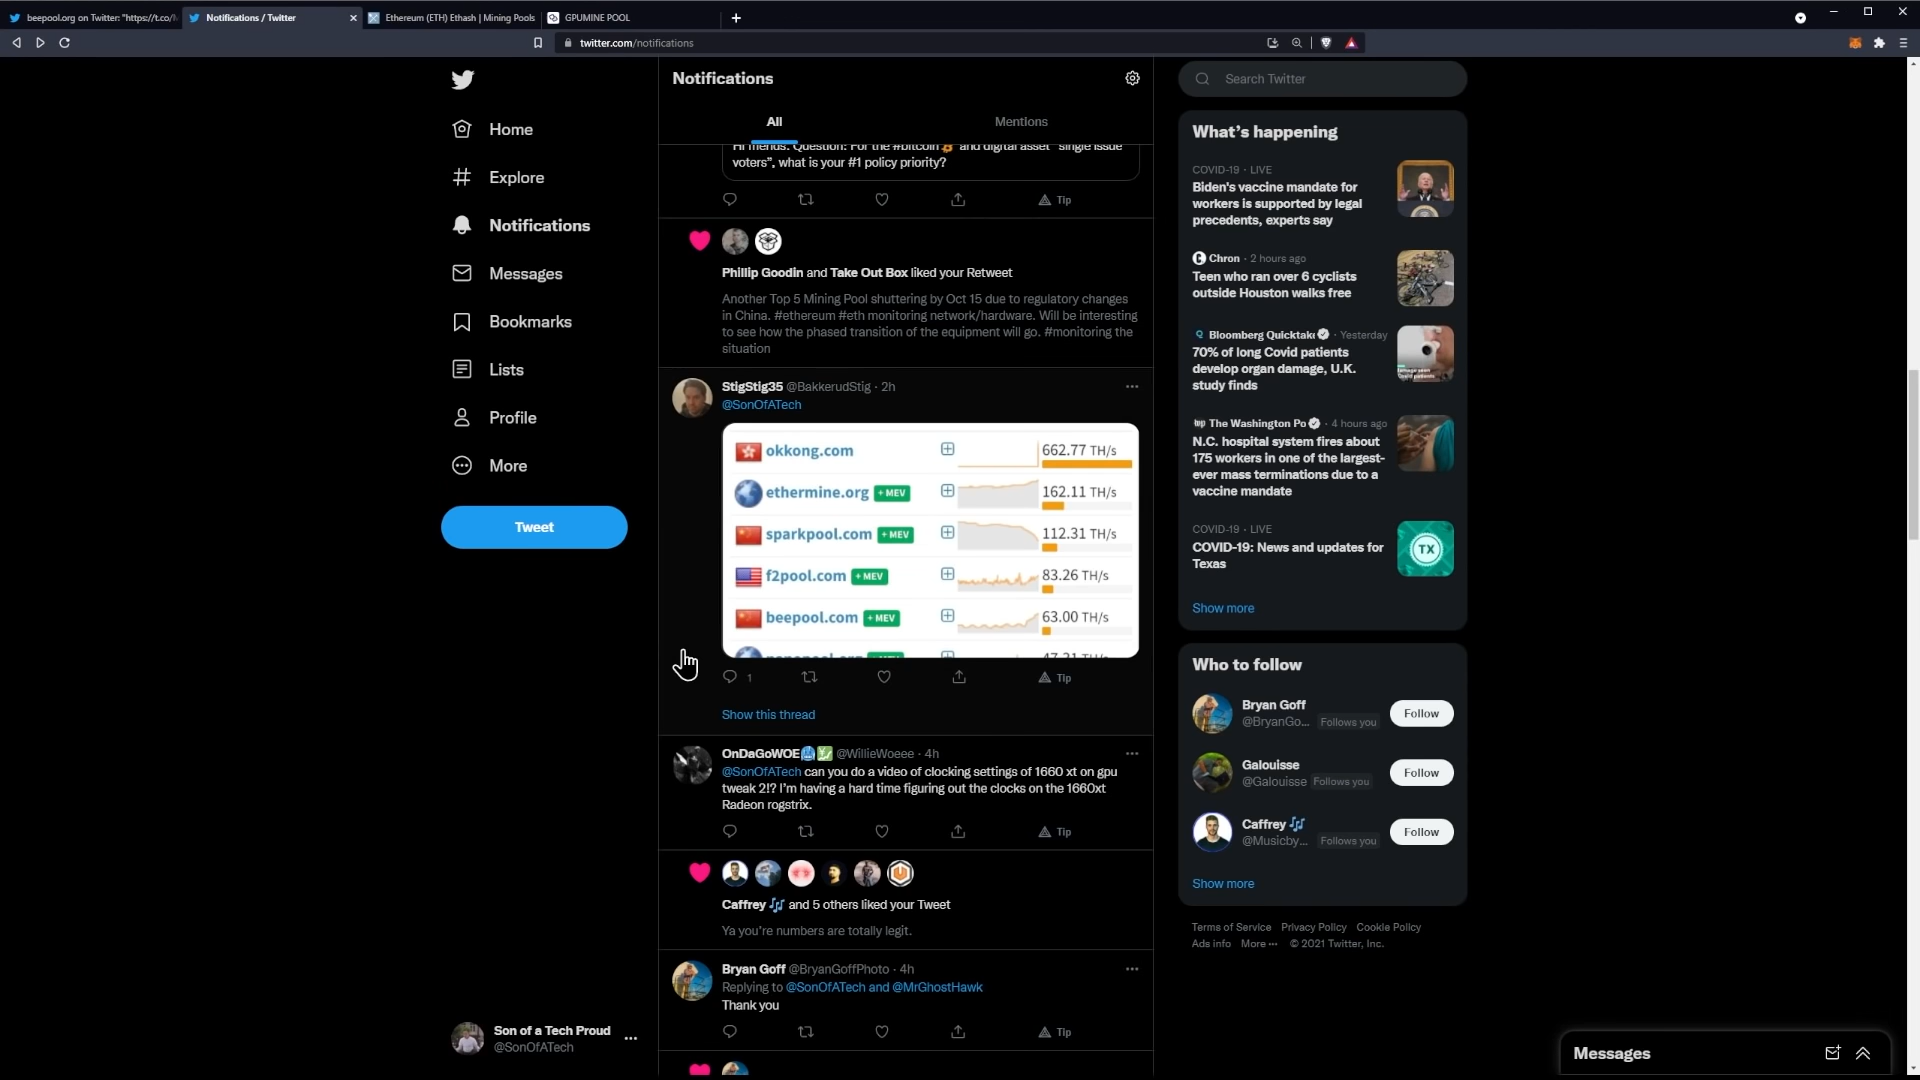 beepool.org on Twitter: "https://t.co/
Notifications / Twitter
Ethereum (ETH) Ethash | Mining Pools
GPUMINE POOL
twitter.com/notifications
Home
Explore
Notifications
Messages
Bookmarks
Lists
Profile
More
Tweet
Son of a Tech Proud
@SonOfATech
Notifications
All
Mentions
Hi friends. Question: For the #bitcoin and digital asset "single issue
voters", what is your #1 policy priority?
Tip
Phillip Goodin and Take Out Box liked your Retweet
Another Top 5 Mining Pool shuttering by Oct 15 due to regulatory changes
in China. #ethereum #eth monitoring network/hardware. Will be interesting
to see how the phased transition of the equipment will go. #monitoring the
situation
StigStig35 @BakkerudStig · 2h
@SonOfATech
okkong.com 662.77 TH/s
ethermine.org + MEV 162.11 TH/s
sparkpool.com + MEV 112.31 TH/s
f2pool.com + MEV 83.26 TH/s
beepool.com + MEV 63.00 TH/s
1
Tip
Show this thread
OnDaGoWOE @WillieWoeee · 4h
@SonOfATech can you do a video of clocking settings of 1660 xt on gpu
tweak 2!? I'm having a hard time figuring out the clocks on the 1660xt
Radeon rogstrix.
Tip
Caffrey and 5 others liked your Tweet
Ya you're numbers are totally legit.
Bryan Goff @BryanGoffPhoto · 4h
Replying to @SonOfATech and @MrGhostHawk
Thank you
Tip
Search Twitter
What's happening
COVID-19 · LIVE
Biden's vaccine mandate for
workers is supported by legal
precedents, experts say
Chron · 2 hours ago
Teen who ran over 6 cyclists
outside Houston walks free
Bloomberg Quicktake · Yesterday
70% of long Covid patients
develop organ damage, U.K.
study finds
The Washington Po · 4 hours ago
N.C. hospital system fires about
175 workers in one of the largest-
ever mass terminations due to a
vaccine mandate
COVID-19 · LIVE
COVID-19: News and updates for
Texas
TX
Show more
Who to follow
Bryan Goff
@BryanGo... Follows you
Follow
Galouisse
@Galouisse Follows you
Follow
Caffrey
@Musicby... Follows you
Follow
Show more
Terms of Service Privacy Policy Cookie Policy
Ads info More ··· © 2021 Twitter, Inc.
Messages